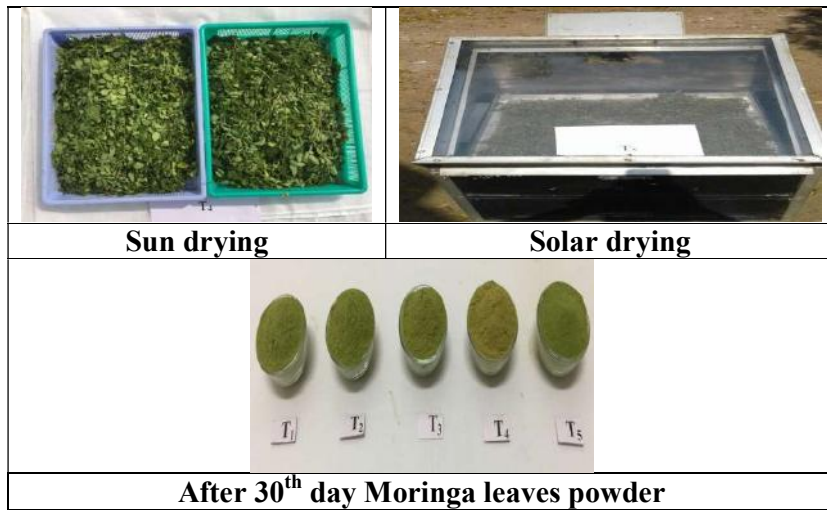 Sun drying
Solar drying
T₁ T₂ T₃ T₄ T₅
After 30ᵗʰ day Moringa leaves powder